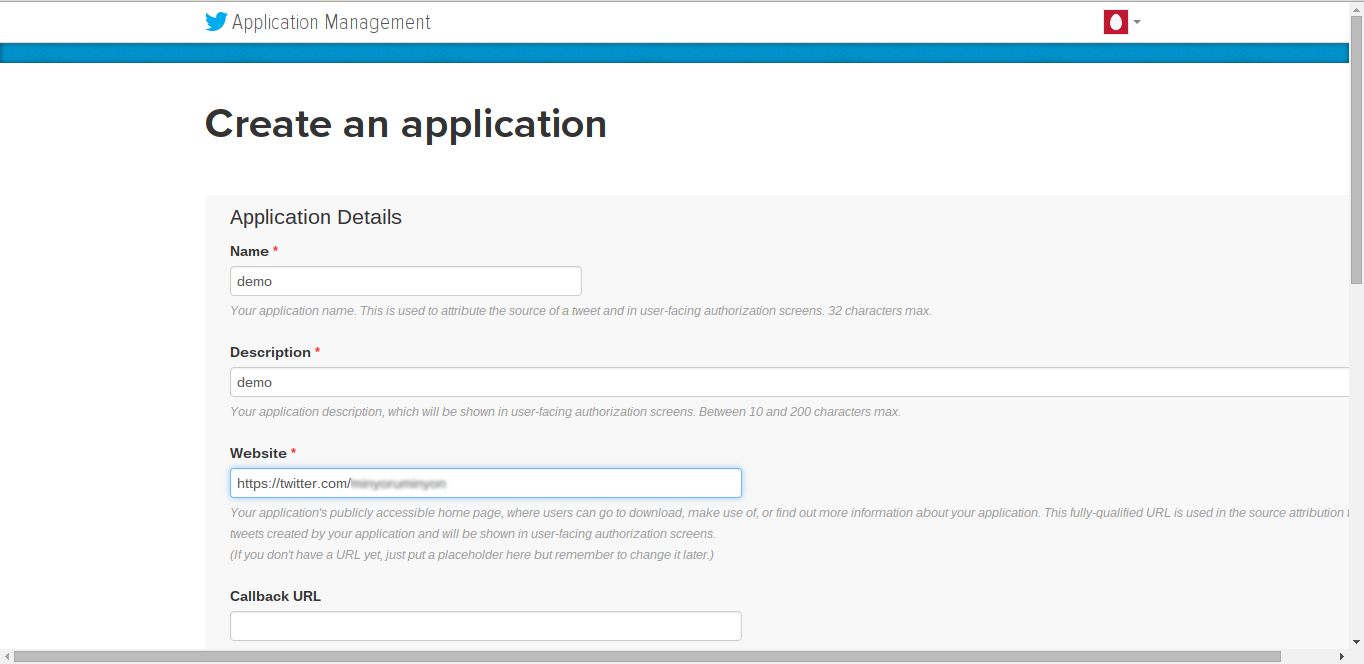 Application Management
Create an application
Application Details
Name *
demo
Your application name. This is used to attribute the source of a tweet and in user-facing authorization screens. 32 characters max.
Description *
demo
Your application description, which will be shown in user-facing authorization screens. Between 10 and 200 characters max.
Website *
https://twitter.com/
Your application's publicly accessible home page, where users can go to download, make use of, or find out more information about your application. This fully-qualified URL is used in the source attribution
tweets created by your application and will be shown in user-facing authorization screens.
(If you don't have a URL yet, just put a placeholder here but remember to change it later.)
Callback URL